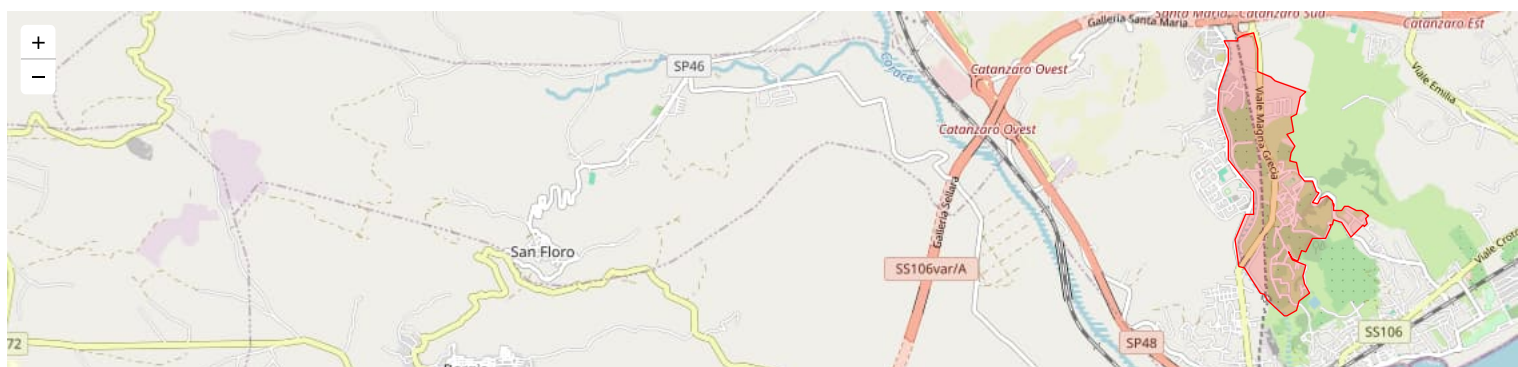 +
−
Galleria Santa Maria
Santa Maria
Catanzaro Sud
Catanzaro Est
SP46
Corace
Catanzaro Ovest
Viale Emilia
Viale Magna Grecia
Catanzaro Ovest
Galleria Sellara
San Floro
SS106var/A
Viale Croto
SS106
SP48
72